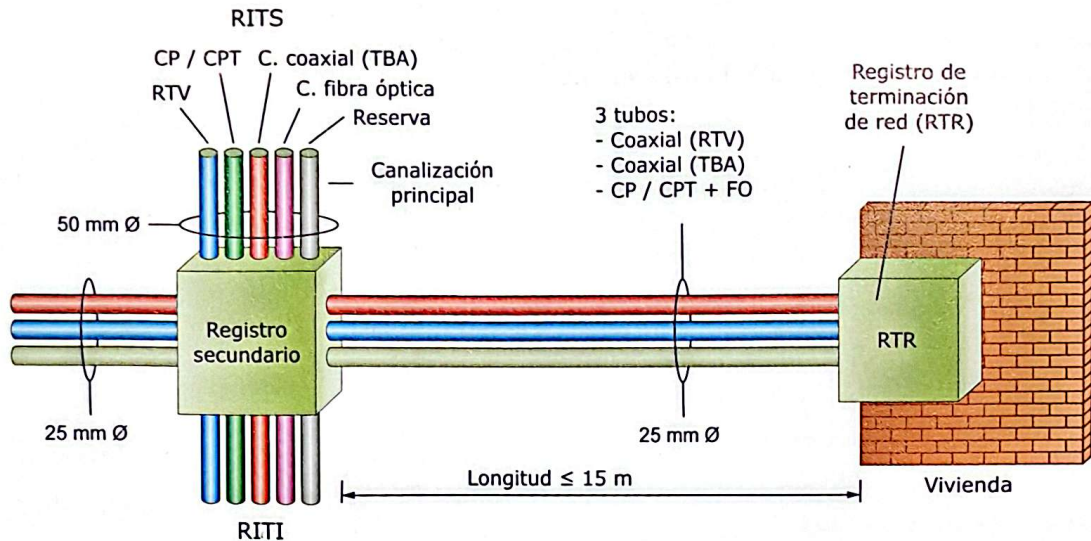 RITS
CP / CPT C. coaxial (TBA)
RTV C. fibra óptica
Reserva
Canalización
principal
50 mm Ø
3 tubos:
- Coaxial (RTV)
- Coaxial (TBA)
- CP / CPT + FO
Registro de
terminación
de red (RTR)
Registro
secundario
RTR
25 mm Ø
25 mm Ø
Longitud ≤ 15 m
Vivienda
RITI